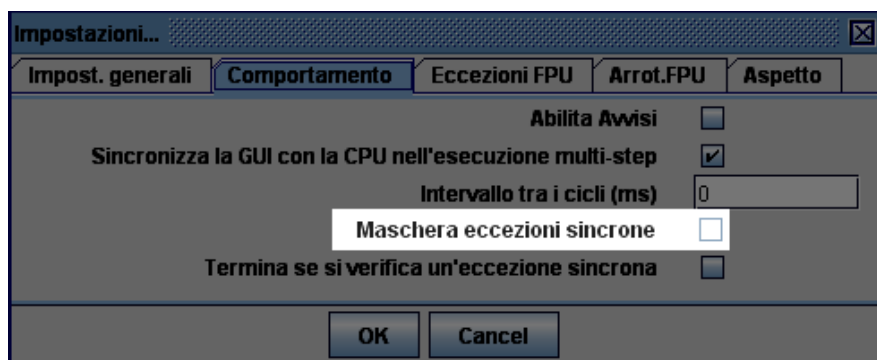 Impostazioni...
Impost. generali Comportamento Eccezioni FPU Arrot.FPU Aspetto
Abilita Avvisi
Sincronizza la GUI con la CPU nell'esecuzione multi-step
Intervallo tra i cicli (ms) 0
Maschera eccezioni sincrone
Termina se si verifica un'eccezione sincrona
OK Cancel